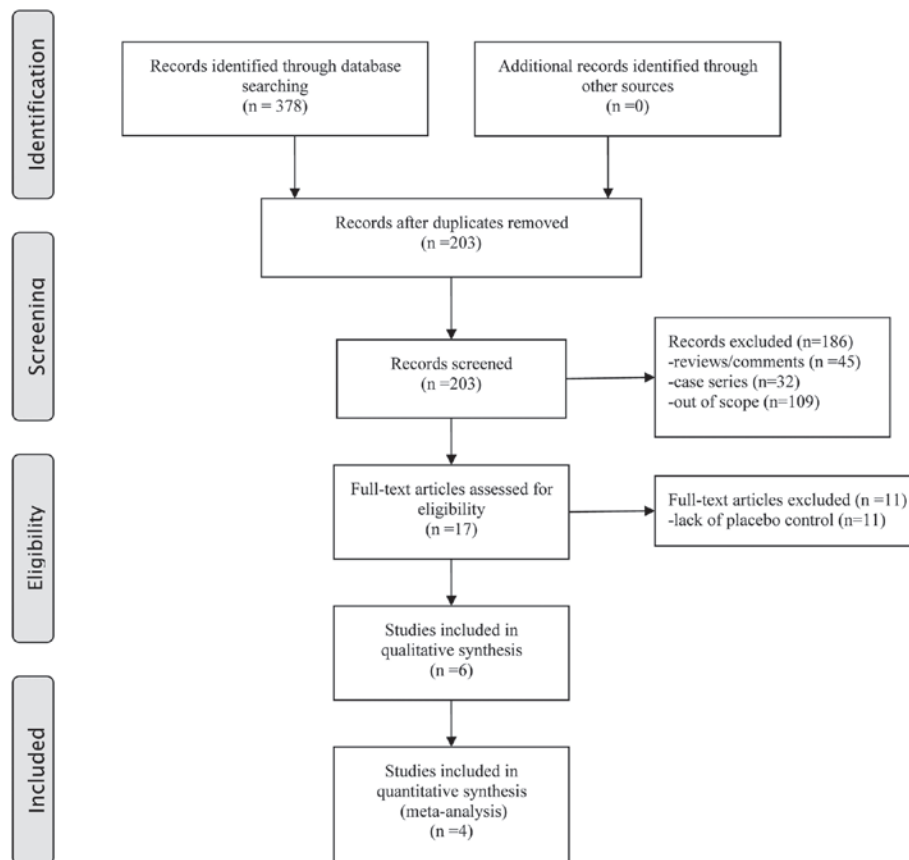 Identification
Records identified through database
searching
(n = 378)
Additional records identified through
other sources
(n =0)
Records after duplicates removed
(n =203)
Screening
Records screened
(n =203)
Records excluded (n=186)
-reviews/comments (n =45)
-case series (n=32)
-out of scope (n=109)
Eligibility
Full-text articles assessed for
eligibility
(n =17)
Full-text articles excluded (n =11)
-lack of placebo control (n=11)
Studies included in
qualitative synthesis
(n =6)
Included
Studies included in
quantitative synthesis
(meta-analysis)
(n =4)